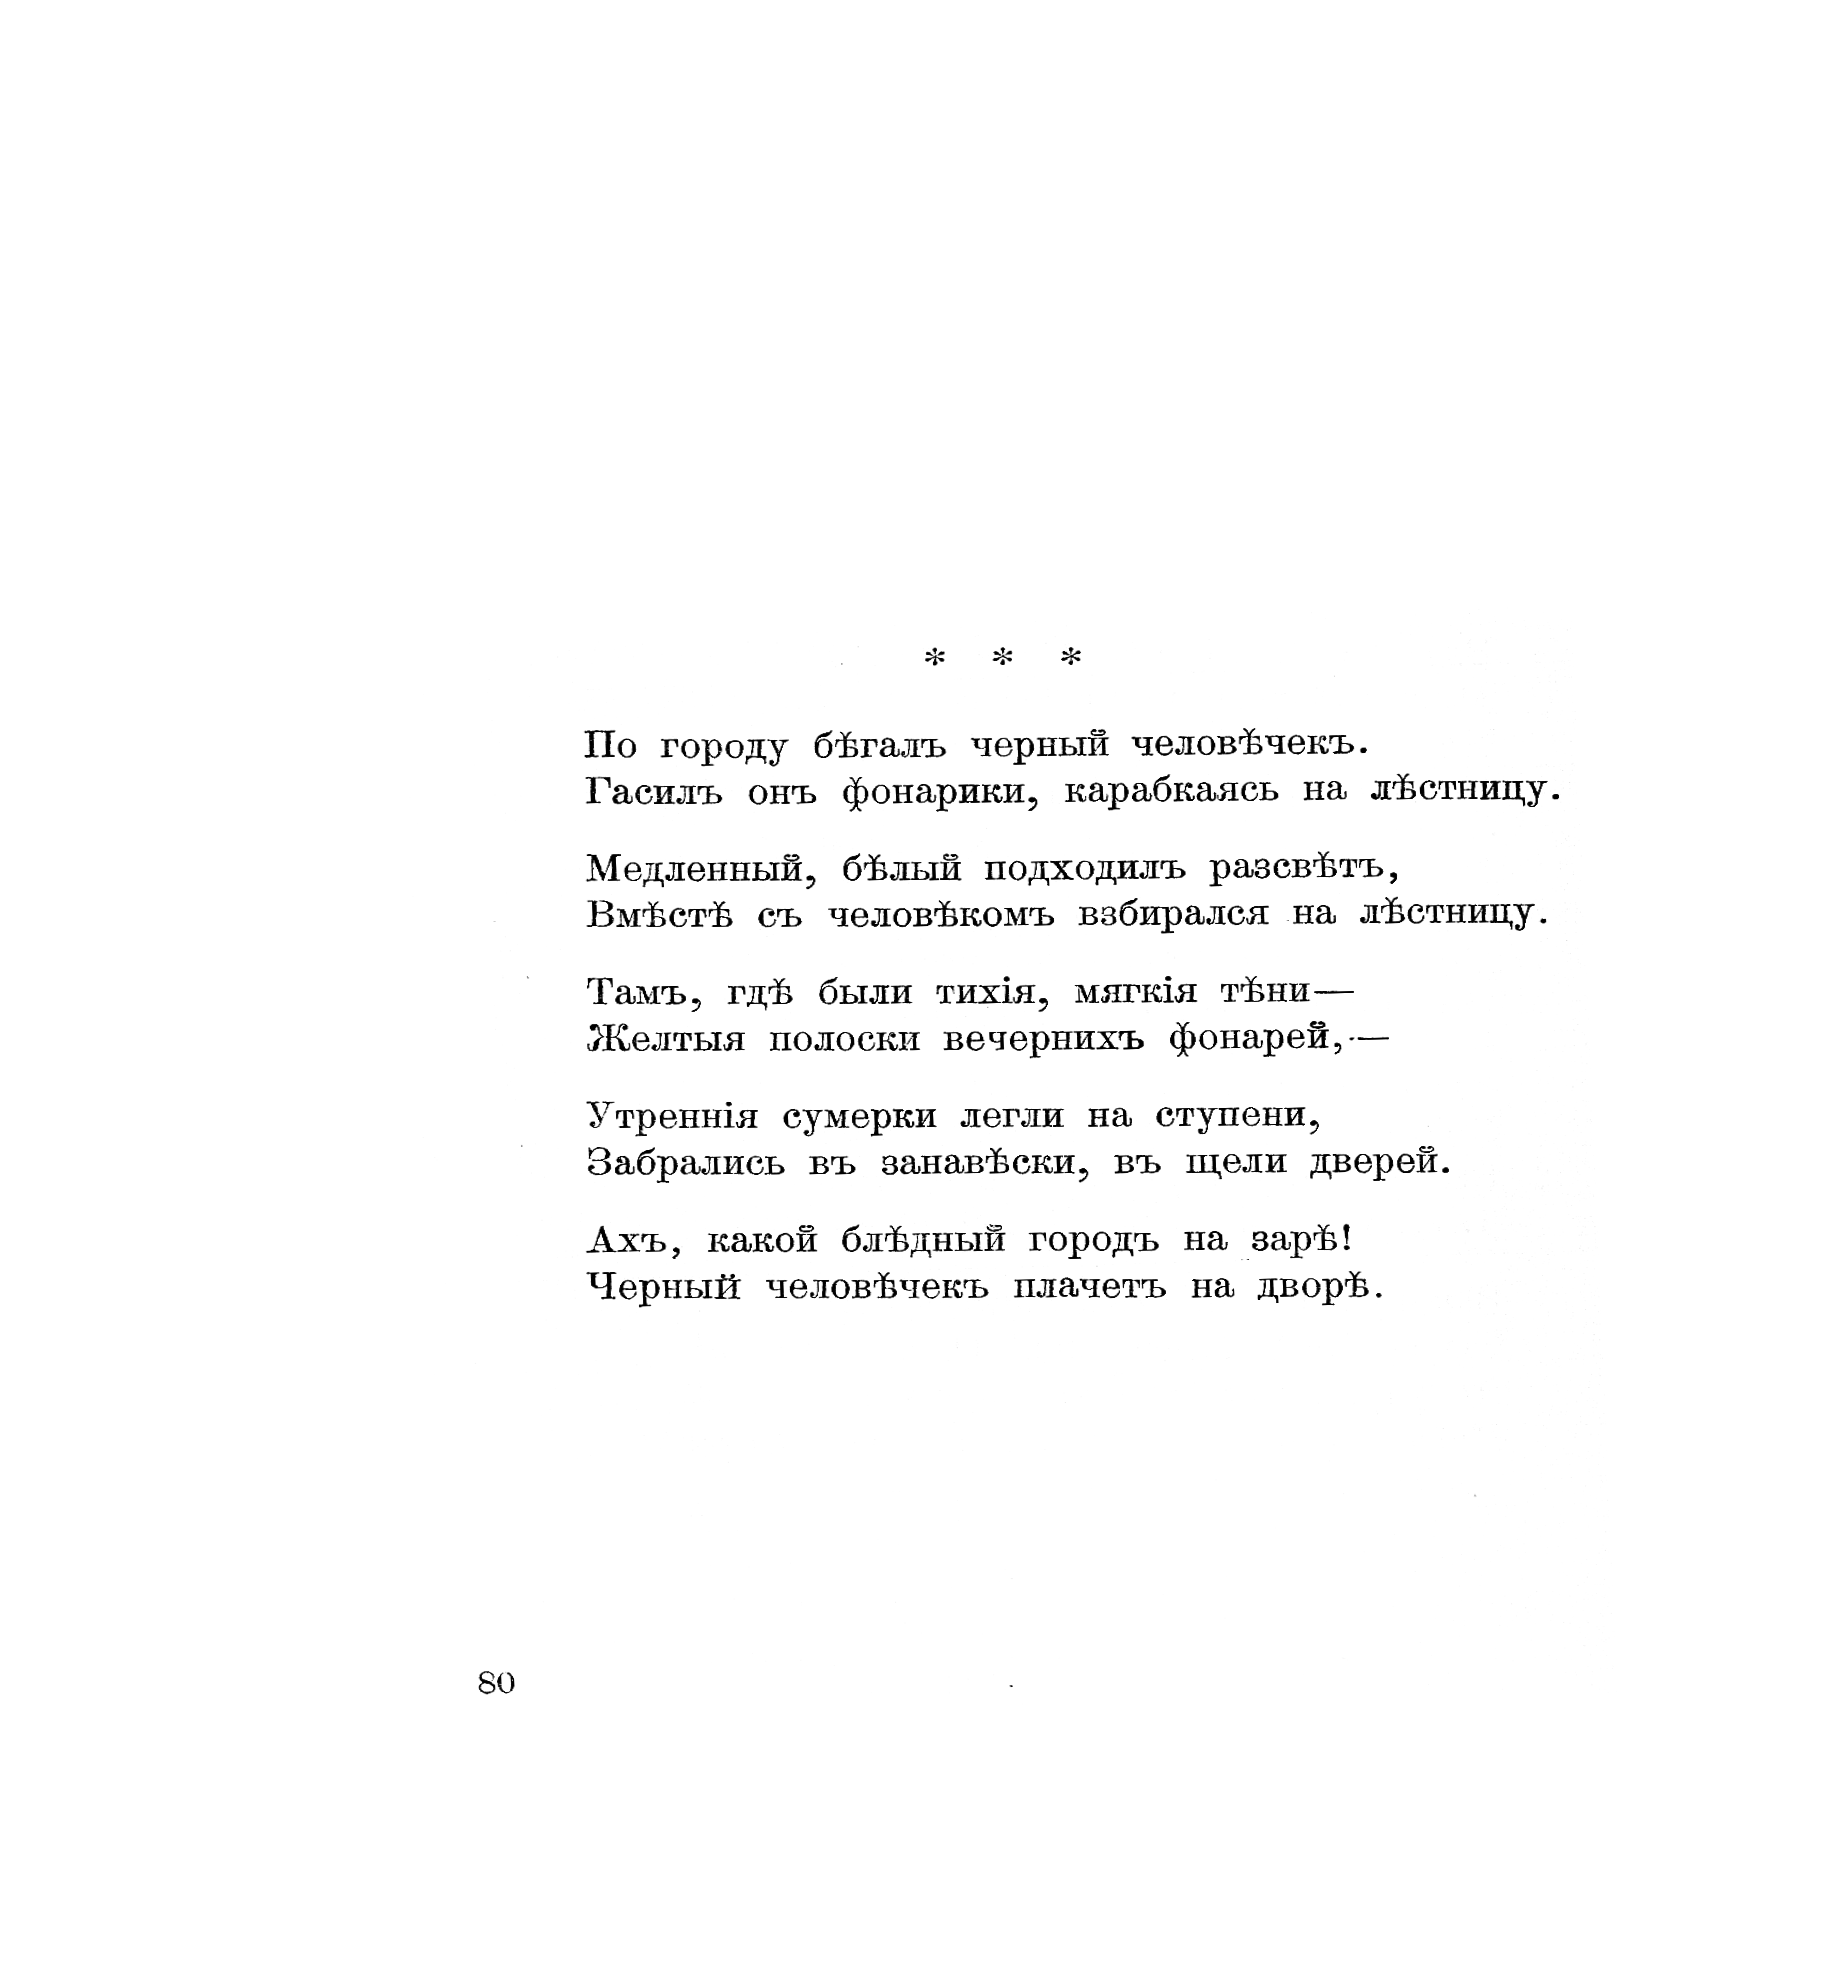 * * *
По городу бѣгалъ черный человѣчекъ.
Гасилъ онъ фонарики, карабкаясь на лѣстницу.
Медленный, бѣлый подходилъ разсвѣтъ,
Вмѣстѣ съ человѣкомъ взбирался на лѣстницу.
Тамъ, гдѣ были тихія, мягкія тѣни—
Желтыя полоски вечернихъ фонарей,—
Утреннія сумерки легли на ступени,
Забрались въ занавѣски, въ щели дверей.
Ахъ, какой блѣдный городъ на зарѣ!
Черный человѣчекъ плачетъ на дворѣ.
80